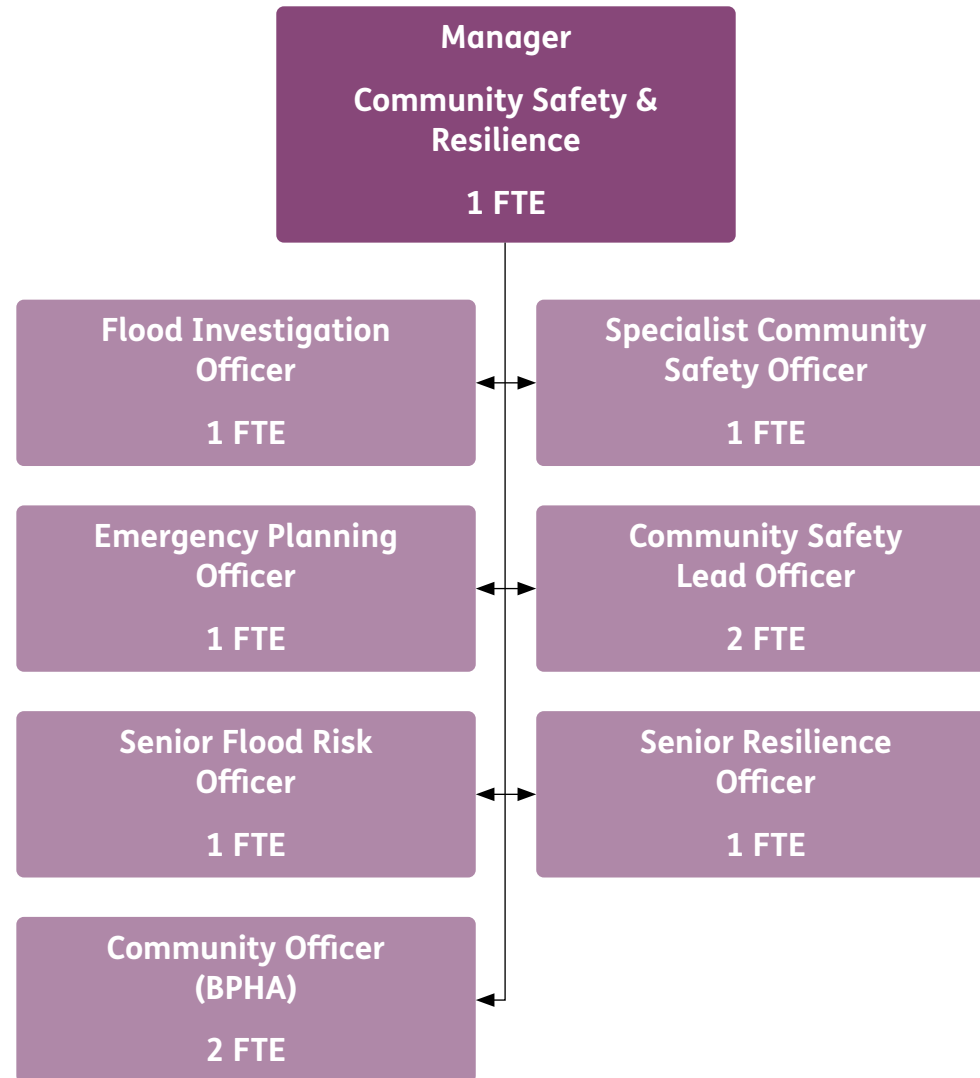 Manager
Community Safety &
Resilience
1 FTE
Flood Investigation
Officer
1 FTE
Specialist Community
Safety Officer
1 FTE
Emergency Planning
Officer
1 FTE
Community Safety
Lead Officer
2 FTE
Senior Flood Risk
Officer
1 FTE
Senior Resilience
Officer
1 FTE
Community Officer
(BPHA)
2 FTE